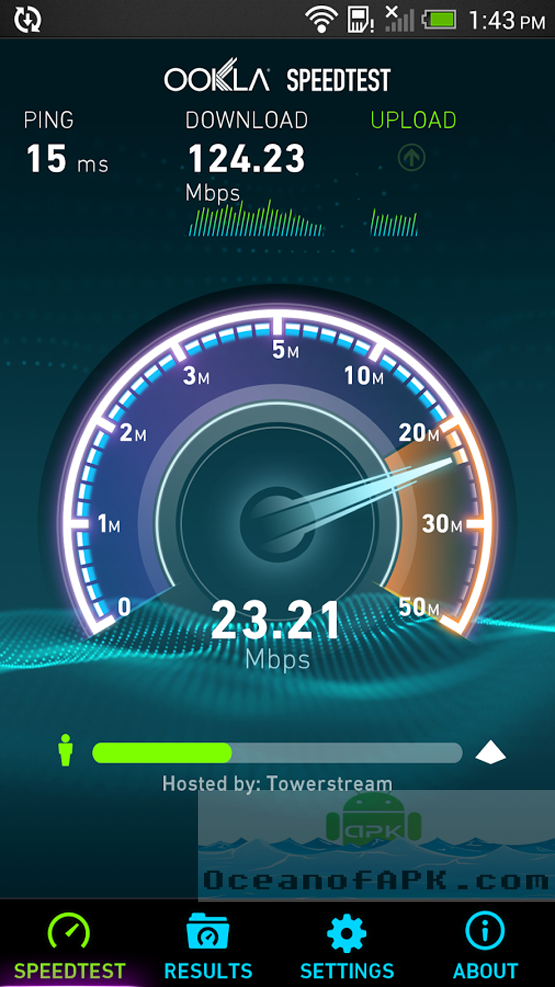 1:43 PM
OOKLA SPEEDTEST
PING DOWNLOAD UPLOAD
15 ms 124.23
Mbps
5M
3M 10M
2M 20M
1M 30M
0 50M
23.21
Mbps
Hosted by: Towerstream
apk
OceanofAPK.com
SPEEDTEST RESULTS SETTINGS ABOUT